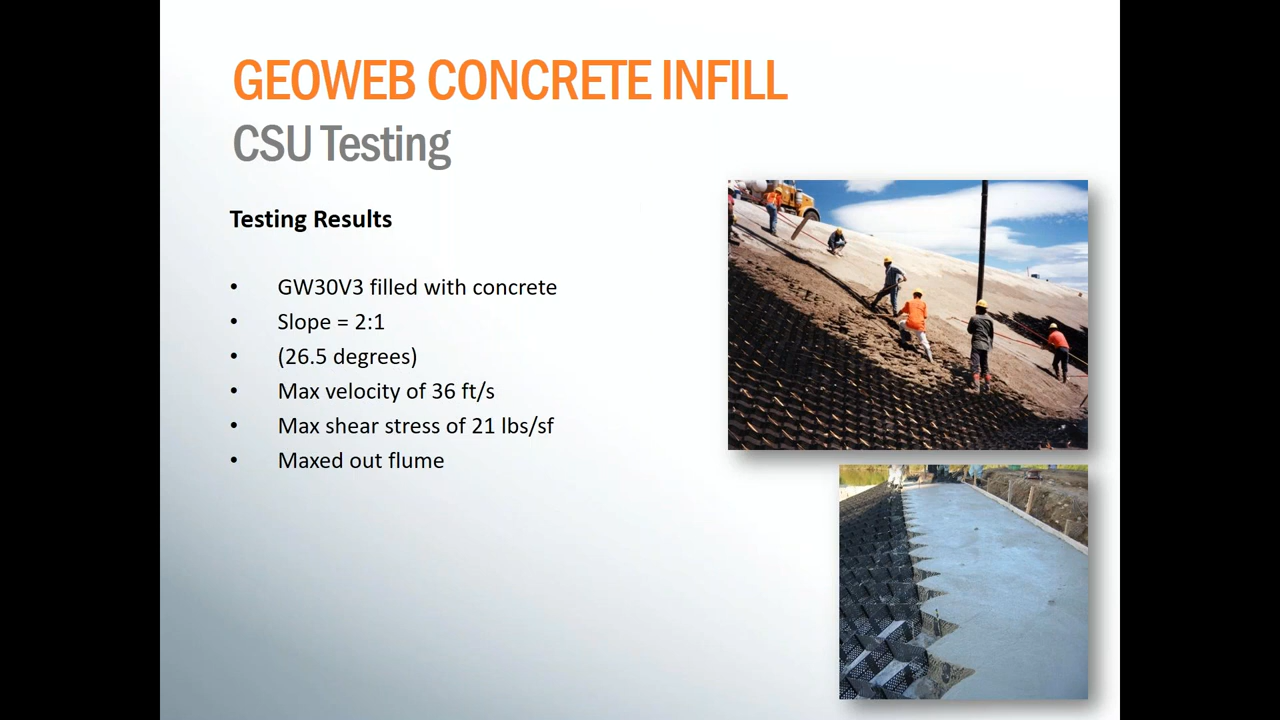 GEOWEB CONCRETE INFILL
CSU Testing
Testing Results
• GW30V3 filled with concrete
• Slope = 2:1
• (26.5 degrees)
• Max velocity of 36 ft/s
• Max shear stress of 21 lbs/sf
• Maxed out flume